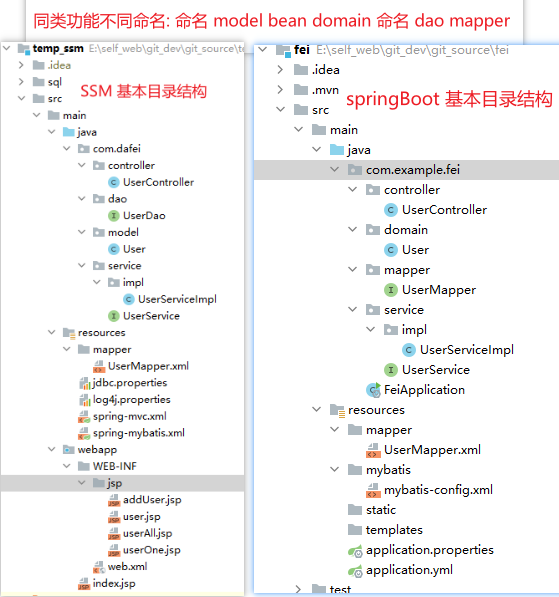 同类功能不同命名: 命名 model bean domain 命名 dao mapper
temp_ssm E:\self_web\git_dev\git_source\te
.idea
sql
SSM 基本目录结构
src
main
java
com.dafei
controller
UserController
dao
UserDao
model
User
service
impl
UserServiceImpl
UserService
resources
mapper
UserMapper.xml
jdbc.properties
log4j.properties
spring-mvc.xml
spring-mybatis.xml
webapp
WEB-INF
jsp
addUser.jsp
user.jsp
userAll.jsp
userOne.jsp
web.xml
index.jsp
fei E:\self_web\git_dev\git_source\fei
.idea
.mvn
springBoot 基本目录结构
src
main
java
com.example.fei
controller
UserController
domain
User
mapper
UserMapper
service
impl
UserServiceImpl
UserService
FeiApplication
resources
mapper
UserMapper.xml
mybatis
mybatis-config.xml
static
templates
application.properties
application.yml
test